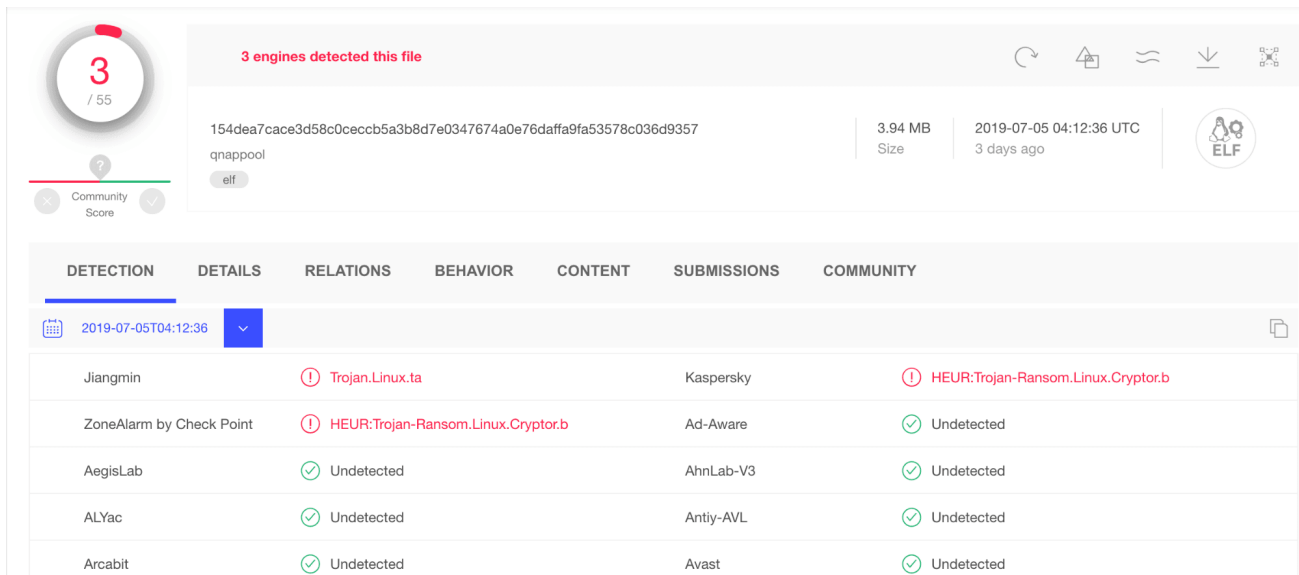 3
/ 55
?
Community
Score
3 engines detected this file
154dea7cace3d58c0ceccb5a3b8d7e0347674a0e76daffa9fa53578c036d9357
qnappool
elf
3.94 MB
Size
2019-07-05 04:12:36 UTC
3 days ago
ELF
DETECTION DETAILS RELATIONS BEHAVIOR CONTENT SUBMISSIONS COMMUNITY
2019-07-05T04:12:36
Jiangmin Trojan.Linux.ta Kaspersky HEUR:Trojan-Ransom.Linux.Cryptor.b
ZoneAlarm by Check Point HEUR:Trojan-Ransom.Linux.Cryptor.b Ad-Aware Undetected
AegisLab Undetected AhnLab-V3 Undetected
ALYac Undetected Antiy-AVL Undetected
Arcabit Undetected Avast Undetected